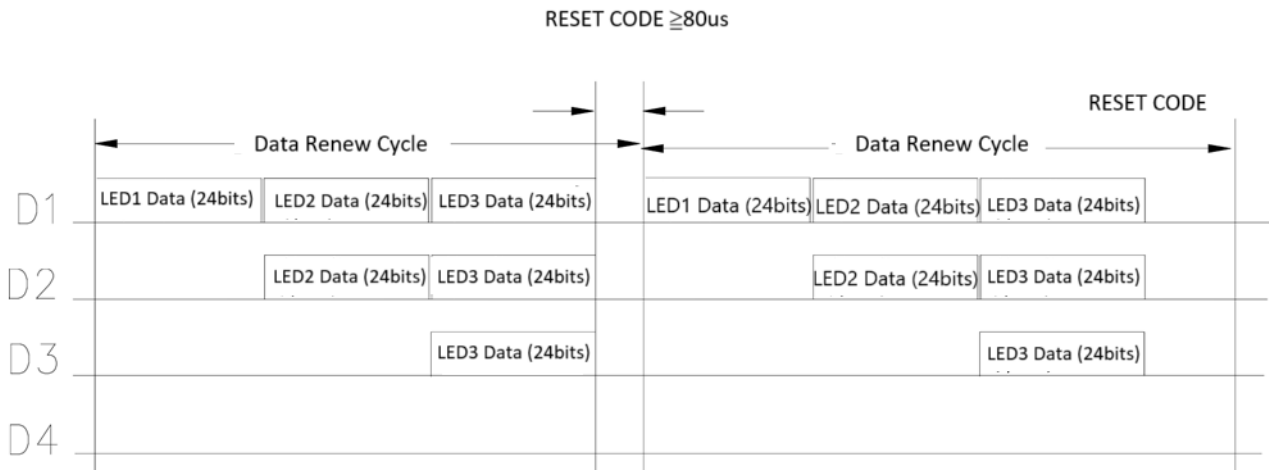 RESET CODE ≧80us
RESET CODE
Data Renew Cycle
Data Renew Cycle
D1
LED1 Data (24bits)
LED2 Data (24bits)
LED3 Data (24bits)
LED1 Data (24bits)
LED2 Data (24bits)
LED3 Data (24bits)
D2
LED2 Data (24bits)
LED3 Data (24bits)
LED2 Data (24bits)
LED3 Data (24bits)
D3
LED3 Data (24bits)
LED3 Data (24bits)
D4